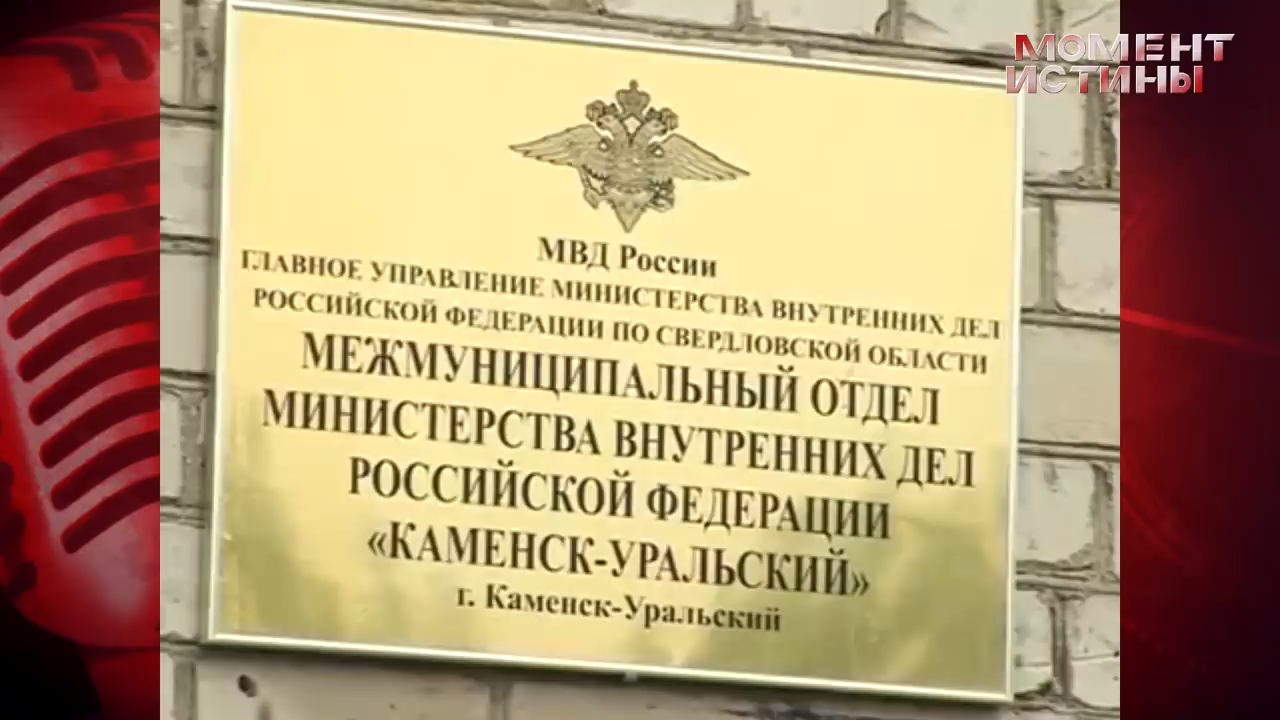 МОМЕНТ
ИСТИНЫ
МВД России
ГЛАВНОЕ УПРАВЛЕНИЕ МИНИСТЕРСТВА ВНУТРЕННИХ ДЕЛ
РОССИЙСКОЙ ФЕДЕРАЦИИ ПО СВЕРДЛОВСКОЙ ОБЛАСТИ
МЕЖМУНИЦИПАЛЬНЫЙ ОТДЕЛ
МИНИСТЕРСТВА ВНУТРЕННИХ ДЕЛ
РОССИЙСКОЙ ФЕДЕРАЦИИ
«КАМЕНСК-УРАЛЬСКИЙ»
г. Каменск-Уральский